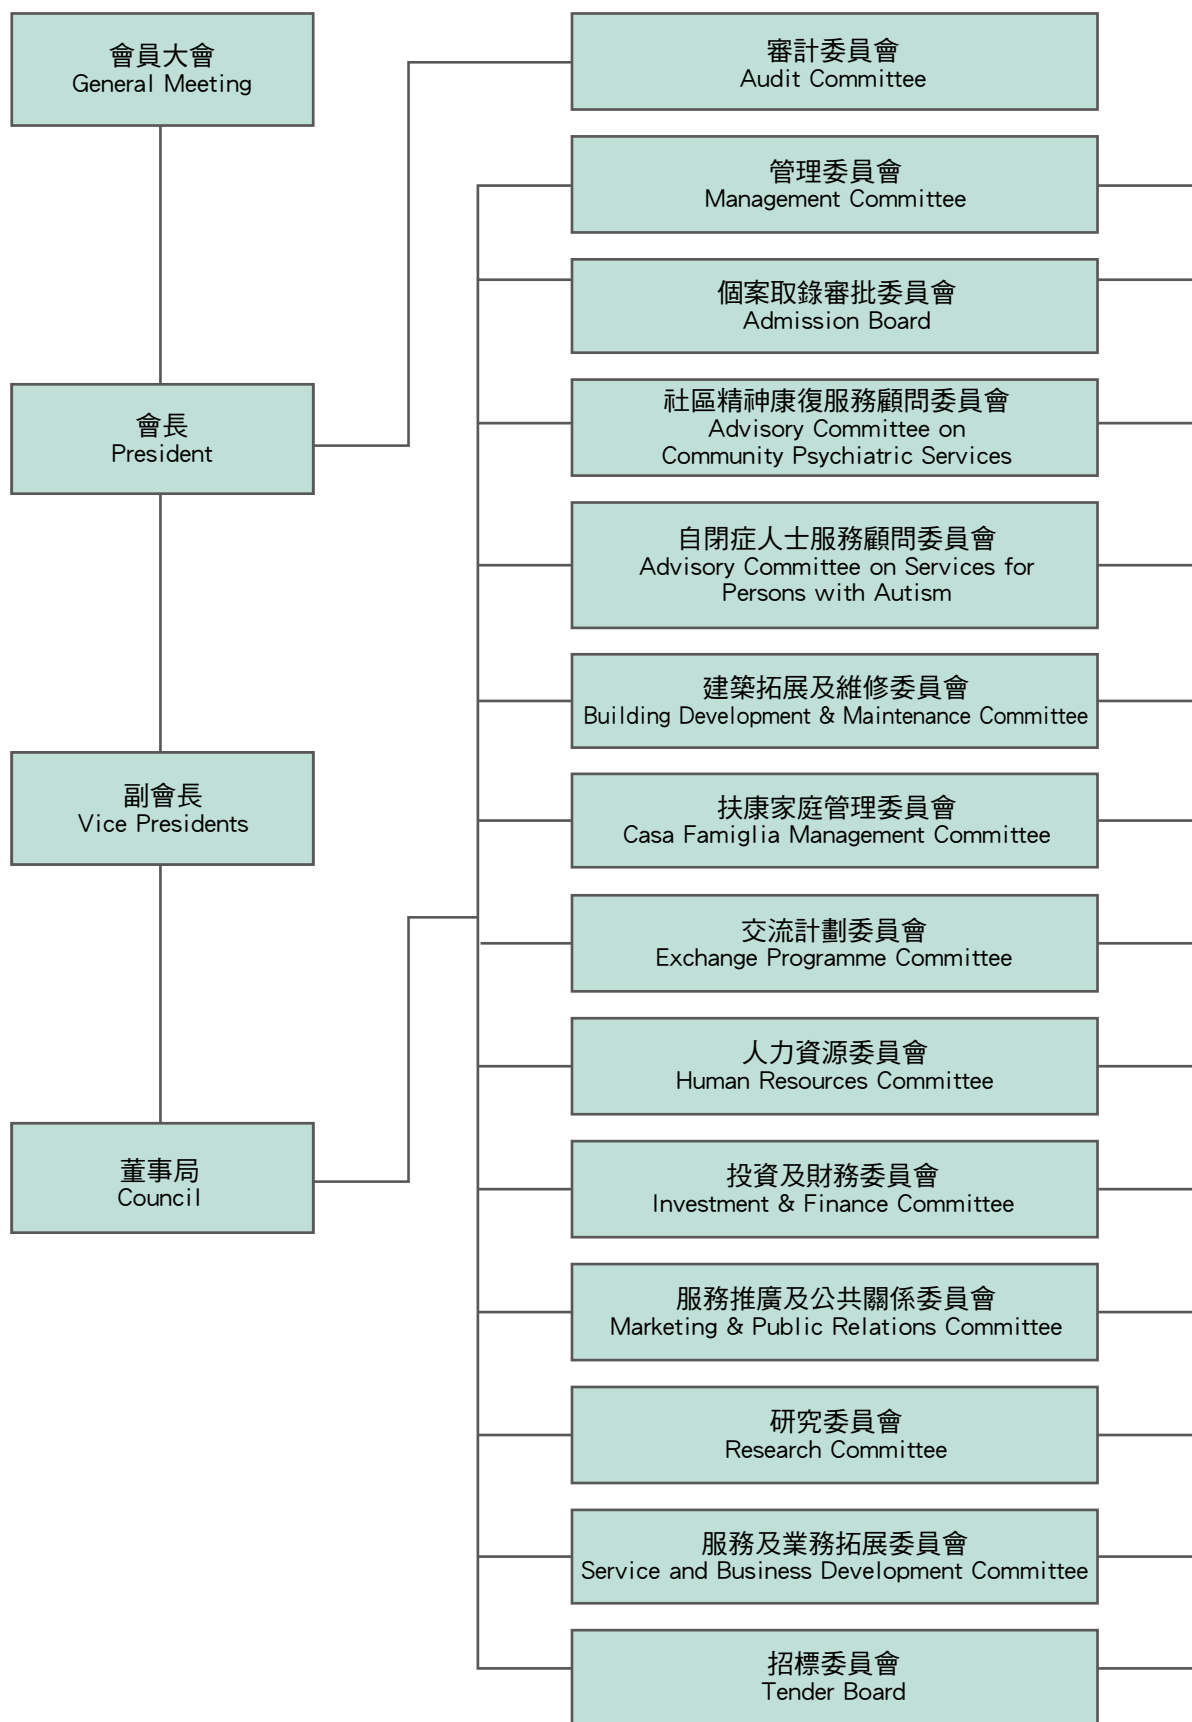 會員大會
General Meeting
會長
President
副會長
Vice Presidents
董事局
Council
審計委員會
Audit Committee
管理委員會
Management Committee
個案取錄審批委員會
Admission Board
社區精神康復服務顧問委員會
Advisory Committee on
Community Psychiatric Services
自閉症人士服務顧問委員會
Advisory Committee on Services for
Persons with Autism
建築拓展及維修委員會
Building Development & Maintenance Committee
扶康家庭管理委員會
Casa Famiglia Management Committee
交流計劃委員會
Exchange Programme Committee
人力資源委員會
Human Resources Committee
投資及財務委員會
Investment & Finance Committee
服務推廣及公共關係委員會
Marketing & Public Relations Committee
研究委員會
Research Committee
服務及業務拓展委員會
Service and Business Development Committee
招標委員會
Tender Board